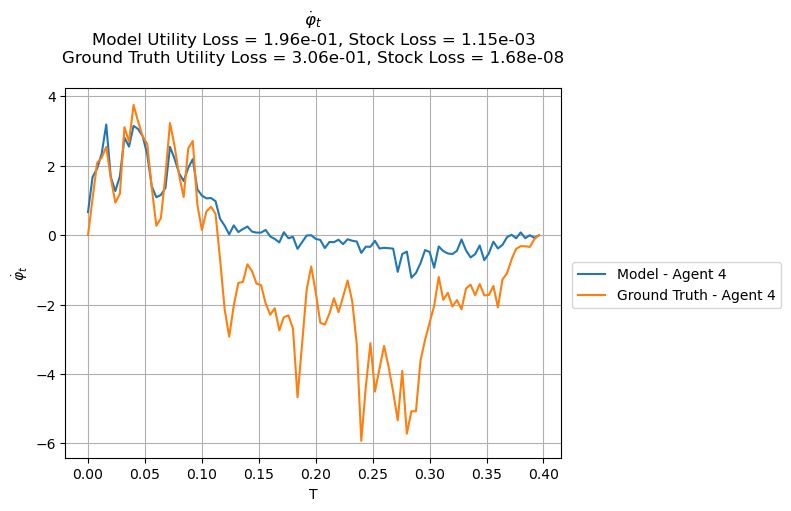 φ̇ₜ
Model Utility Loss = 1.96e-01, Stock Loss = 1.15e-03
Ground Truth Utility Loss = 3.06e-01, Stock Loss = 1.68e-08
4
2
0
−2
−4
−6
φ̇ₜ
0.00 0.05 0.10 0.15 0.20 0.25 0.30 0.35 0.40
T
Model - Agent 4
Ground Truth - Agent 4